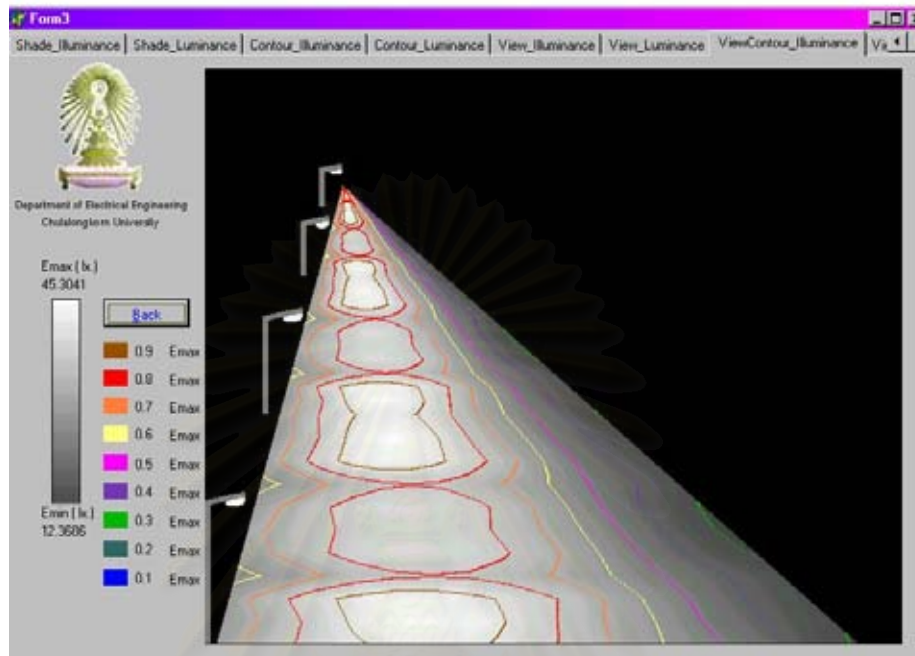 Form3
Shade_Illuminance Shade_Luminance Contour_Illuminance Contour_Luminance View_Illuminance View_Luminance ViewContour_Illuminance
Department of Electrical Engineering
Chulalongkorn University
Emax ( lx.)
45.3041
Back
0.9 Emax
0.8 Emax
0.7 Emax
0.6 Emax
0.5 Emax
0.4 Emax
0.3 Emax
0.2 Emax
0.1 Emax
Emin ( lx.)
12.3686